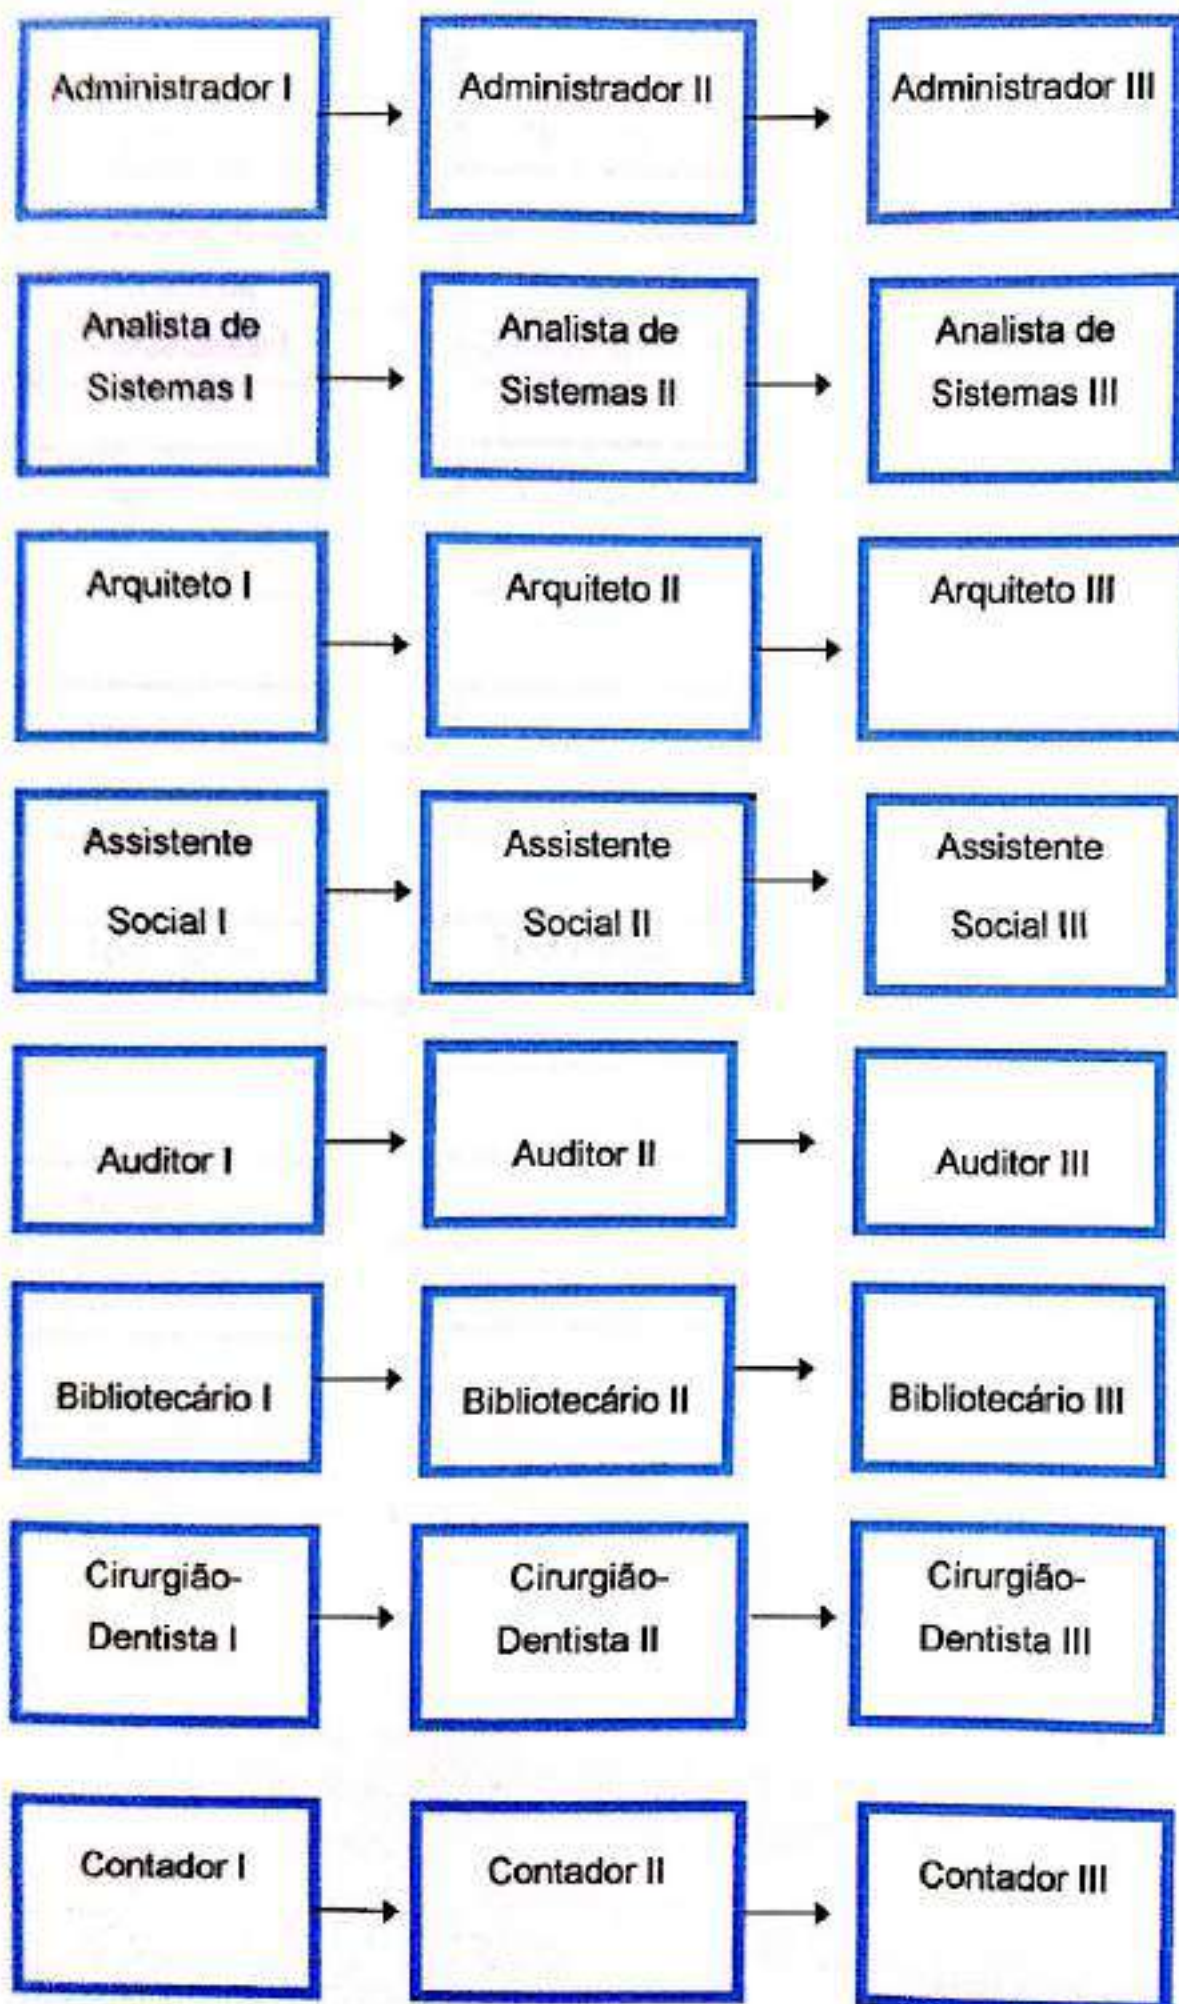 Administrador I
Administrador II
Administrador III
Analista de
Sistemas I
Analista de
Sistemas II
Analista de
Sistemas III
Arquiteto I
Arquiteto II
Arquiteto III
Assistente
Social I
Assistente
Social II
Assistente
Social III
Auditor I
Auditor II
Auditor III
Bibliotecário I
Bibliotecário II
Bibliotecário III
Cirurgião-
Dentista I
Cirurgião-
Dentista II
Cirurgião-
Dentista III
Contador I
Contador II
Contador III